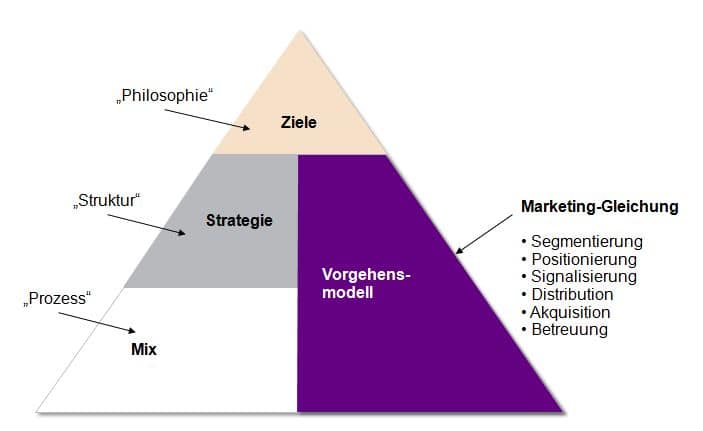 „Philosophie“
Ziele
„Struktur“
Strategie
Marketing-Gleichung
• Segmentierung
• Positionierung
• Signalisierung
• Distribution
• Akquisition
• Betreuung
Vorgehens-
modell
„Prozess“
Mix